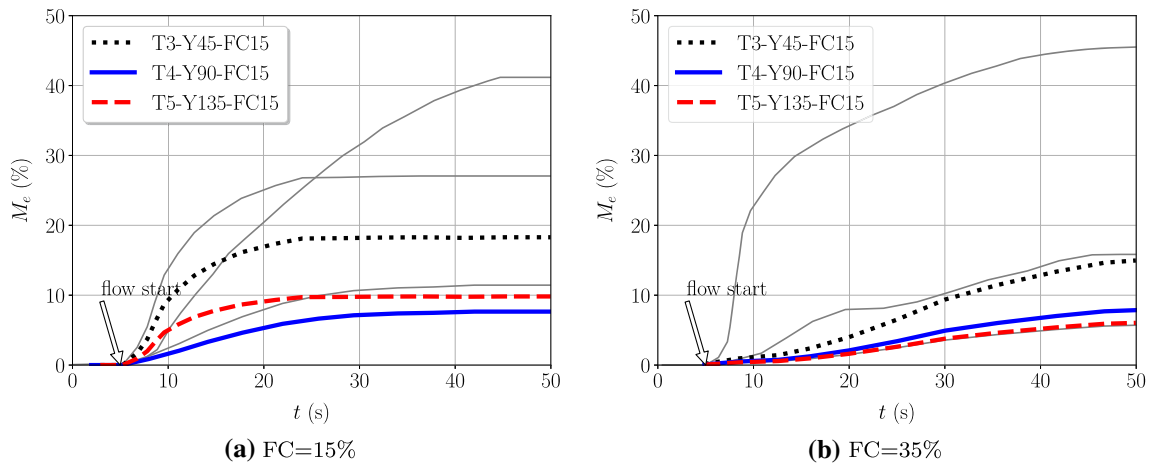 50
40
30
20
10
0
M_e (%)
T3-Y45-FC15
T4-Y90-FC15
T5-Y135-FC15
flow start
0 10 20 30 40 50
t (s)
(a) FC=15%
50
40
30
20
10
0
M_e (%)
T3-Y45-FC15
T4-Y90-FC15
T5-Y135-FC15
flow start
0 10 20 30 40 50
t (s)
(b) FC=35%